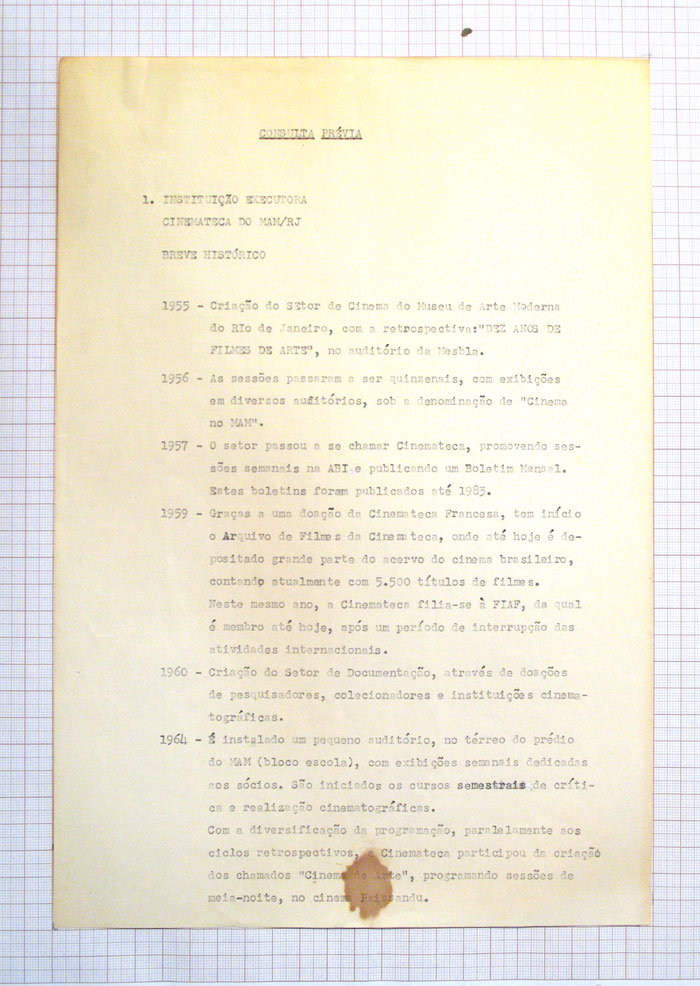 CONSULTA PRÉVIA
1. INSTITUIÇÃO EXECUTORA
CINEMATECA DO MAM/RJ
BREVE HISTÓRICO
1955 - Criação do SEtor de Cinema do Museu de Arte Moderna
do RIo de Janeiro, com a retrospectiva:"DEZ ANOS DE
FILMES DE ARTE", no auditório da Mesbla.
1956 - As sessões passaram a ser quinzenais, com exibições
em diversos auditórios, sob a denominação de "Cinema
no MAM".
1957 - O setor passou a se chamar Cinemateca, promovendo ses-
sões semanais na ABI e publicando um Boletim Mensal.
Estes boletins foram publicados até 1983.
1959 - Graças a uma doação da Cinemateca Francesa, tem início
o Arquivo de Filmes da Cinemateca, onde até hoje é de-
positado grande parte do acervo do cinema brasileiro,
contando atualmente com 5.500 títulos de filmes.
Neste mesmo ano, a Cinemateca filia-se à FIAF, da qual
é membro até hoje, após um período de interrupção das
atividades internacionais.
1960 - Criação do Setor de Documentação, através de doações
de pesquisadores, colecionadores e instituições cinema-
tográficas.
1964 - É instalado um pequeno auditório, no térreo do prédio
do MAM (bloco escola), com exibições semanais dedicadas
aos sócios. São iniciados os cursos semestrais de críti-
ca e realização cinematográficas.
Com a diversificação da programação, paralelamente aos
ciclos retrospectivos, Cinemateca participou da criação
dos chamados "Cinema de Arte", programando sessões de
meia-noite, no cinema Paissandu.